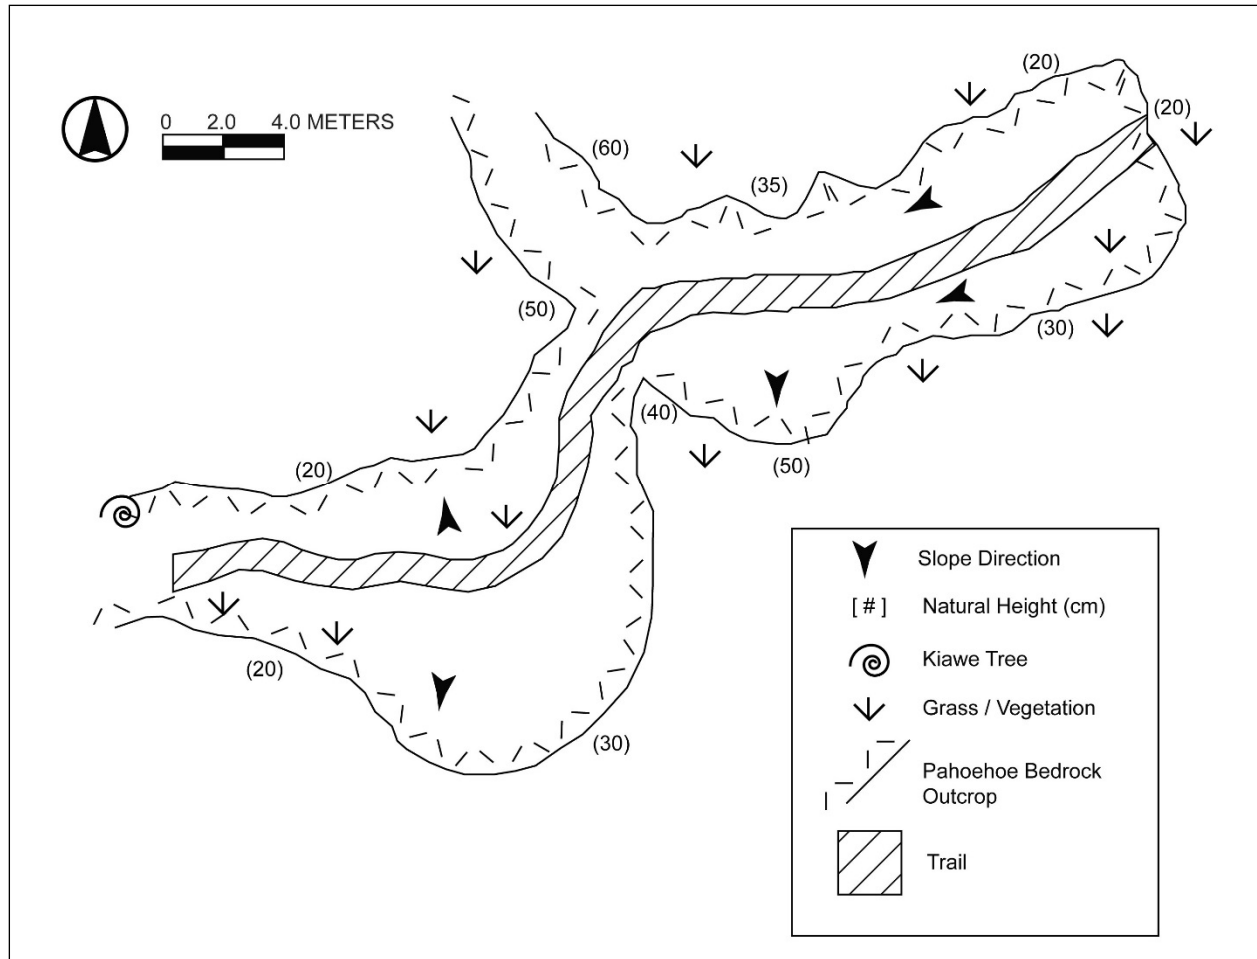 0 2.0 4.0 METERS
(20)
(20)
(60)
(35)
(50)
(30)
(40)
(50)
(20)
(20)
(30)
Slope Direction
[ # ] Natural Height (cm)
Kiawe Tree
Grass / Vegetation
Pahoehoe Bedrock
Outcrop
Trail